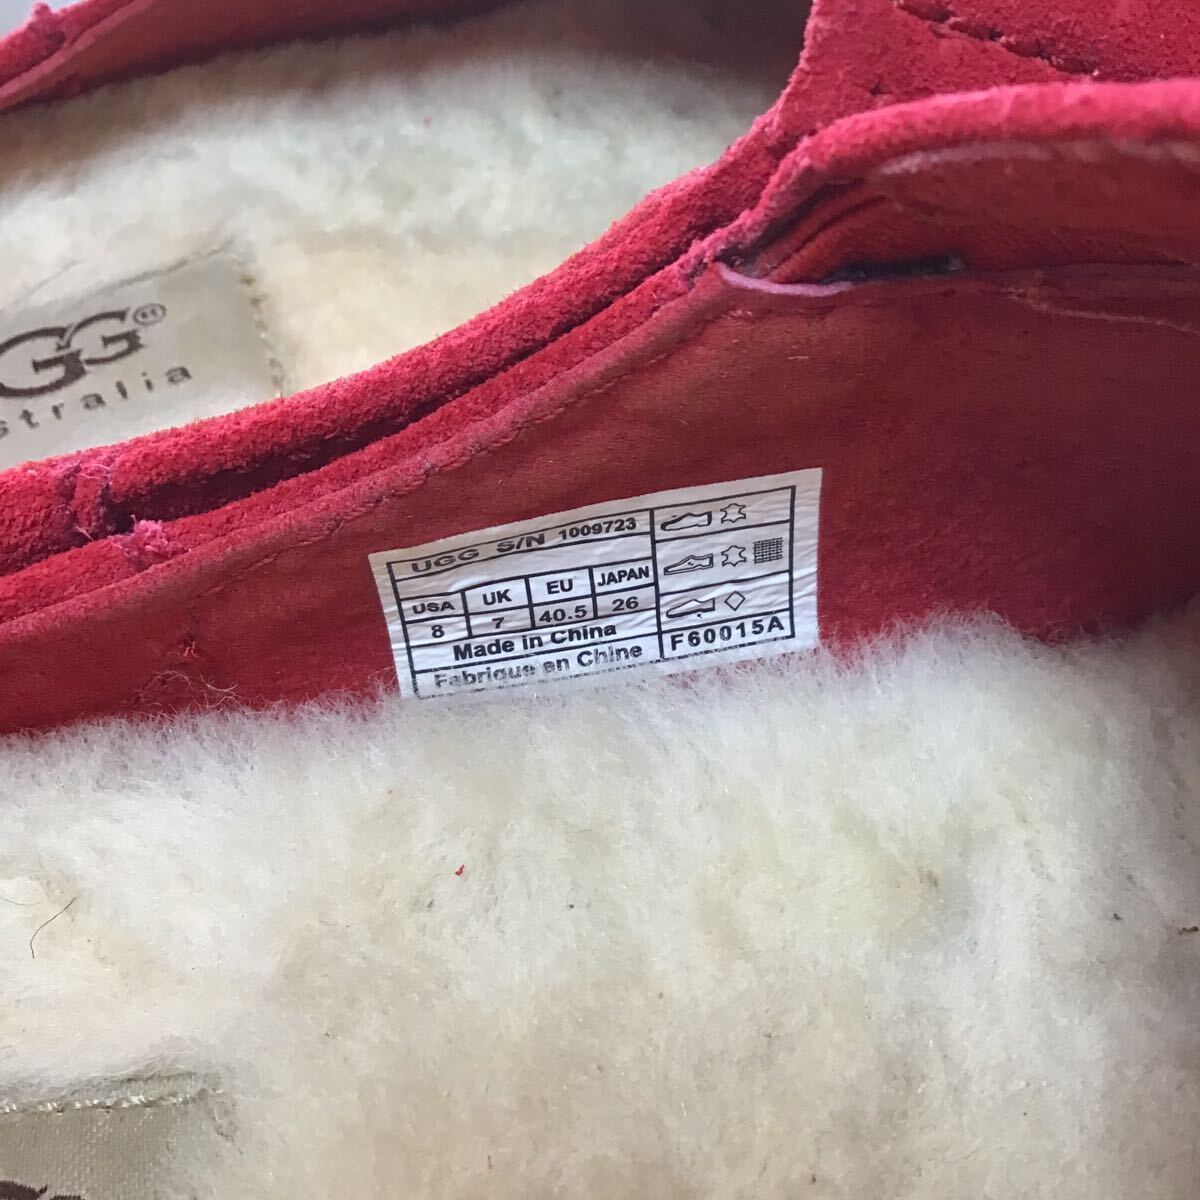 GG®
stralia
UGG S/N 1009723
USA UK EU JAPAN
8 7 40.5 26
Made in China
Fabrique en Chine
F60015A